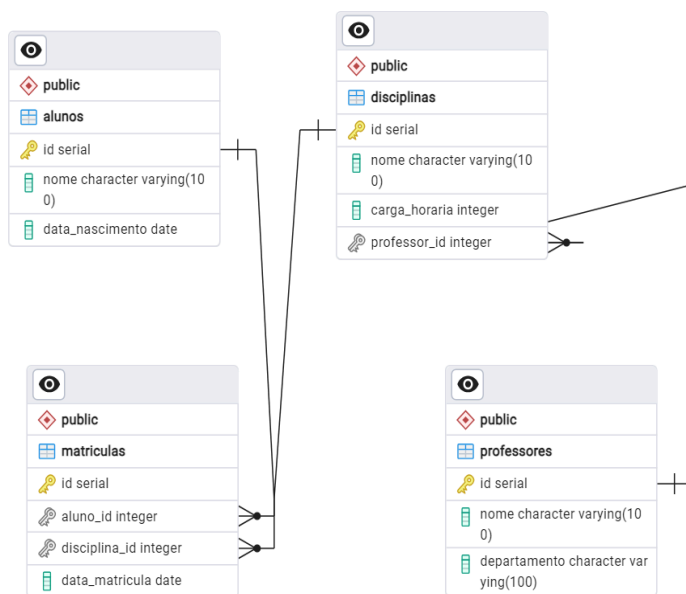 public
alunos
id serial
nome character varying(10
0)
data_nascimento date
public
disciplinas
id serial
nome character varying(10
0)
carga_horaria integer
professor_id integer
public
matriculas
id serial
aluno_id integer
disciplina_id integer
data_matricula date
public
professores
id serial
nome character varying(10
0)
departamento character var
ying(100)